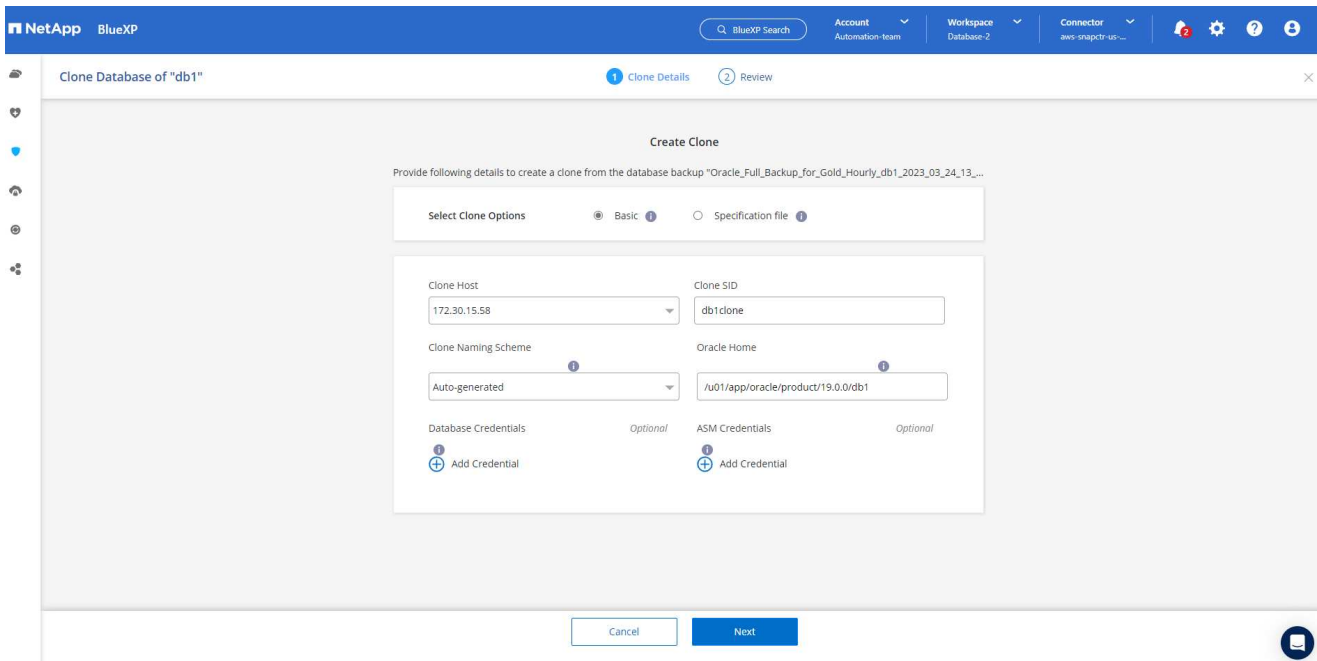 NetApp BlueXP
BlueXP Search
Account
Automation-team
Workspace
Database-2
Connector
aws-snapctr-us-...
2
Clone Database of "db1"
1 Clone Details
2 Review
Create Clone
Provide following details to create a clone from the database backup "Oracle_Full_Backup_for_Gold_Hourly_db1_2023_03_24_13_...
Select Clone Options
Basic
Specification file
Clone Host
Clone SID
172.30.15.58
db1clone
Clone Naming Scheme
Oracle Home
Auto-generated
/u01/app/oracle/product/19.0.0/db1
Database Credentials Optional
ASM Credentials Optional
Add Credential
Add Credential
Cancel
Next